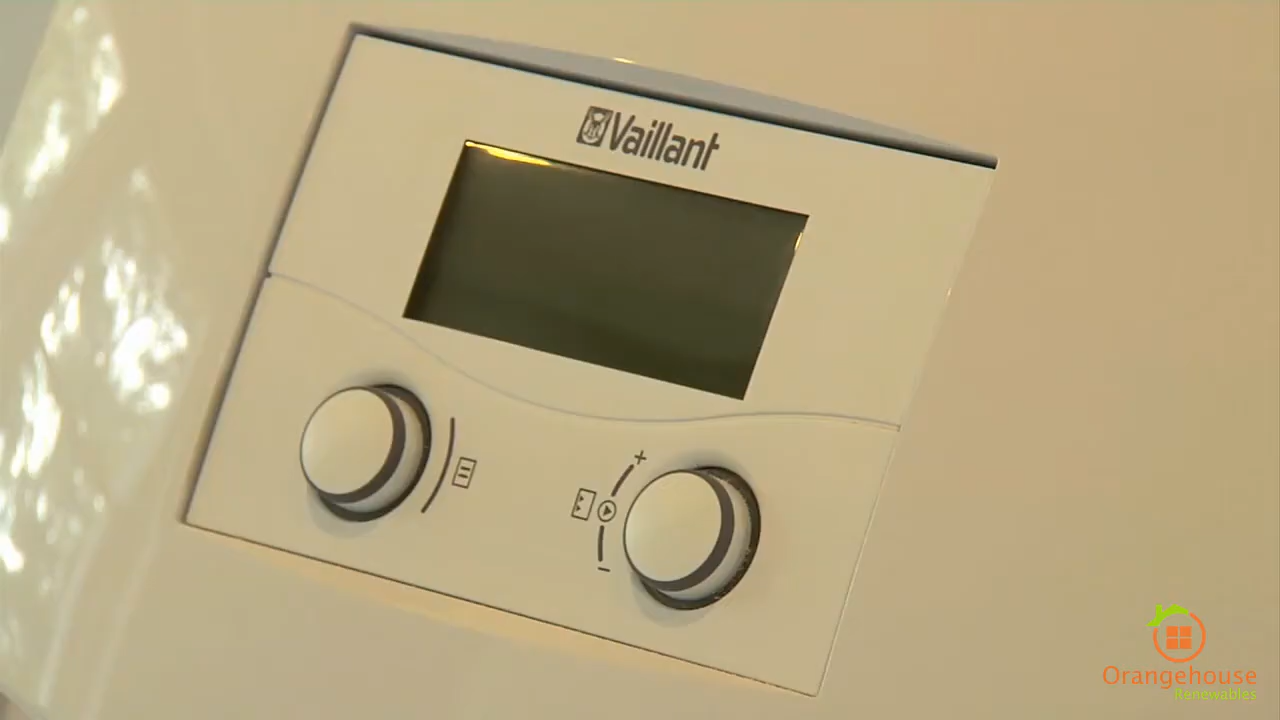 Vaillant
+
−
Orangehouse
Renewables